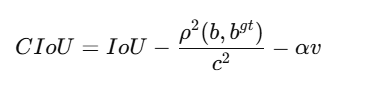 CIoU = IoU − ρ²(b, b^{gt}) / c² − αv